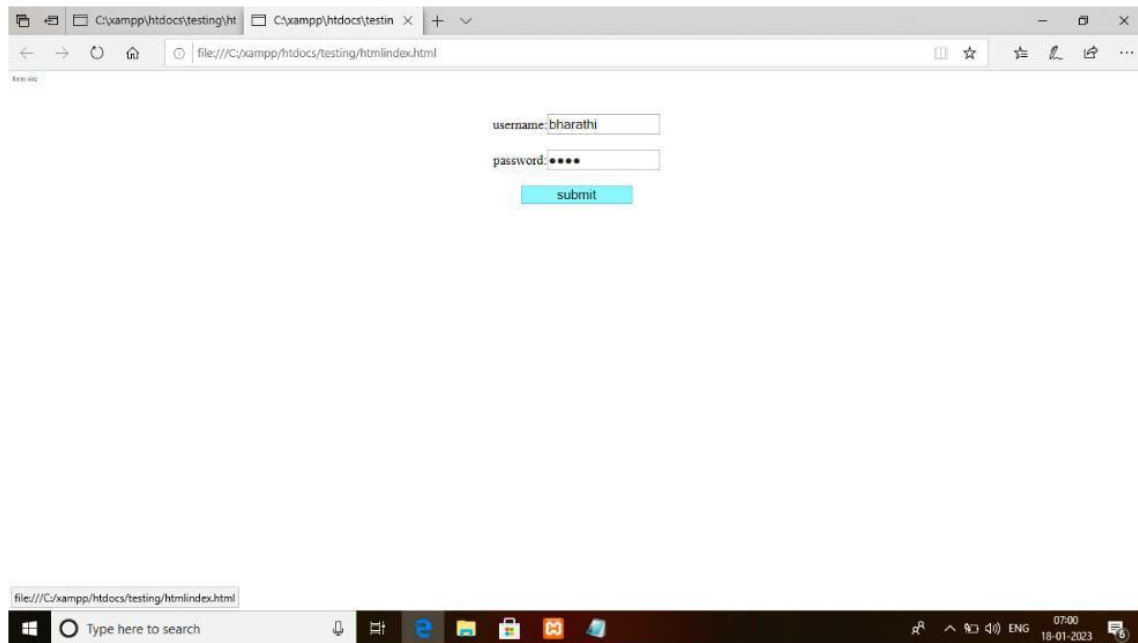 C:\xampp\htdocs\testing\ht
C:\xampp\htdocs\testin
file:///C:/xampp/htdocs/testing/htmlindex.html
username:bharathi
password:●●●●
submit
file:///C:/xampp/htdocs/testing/htmlindex.html
Type here to search
ENG
07:00
18-01-2023
6